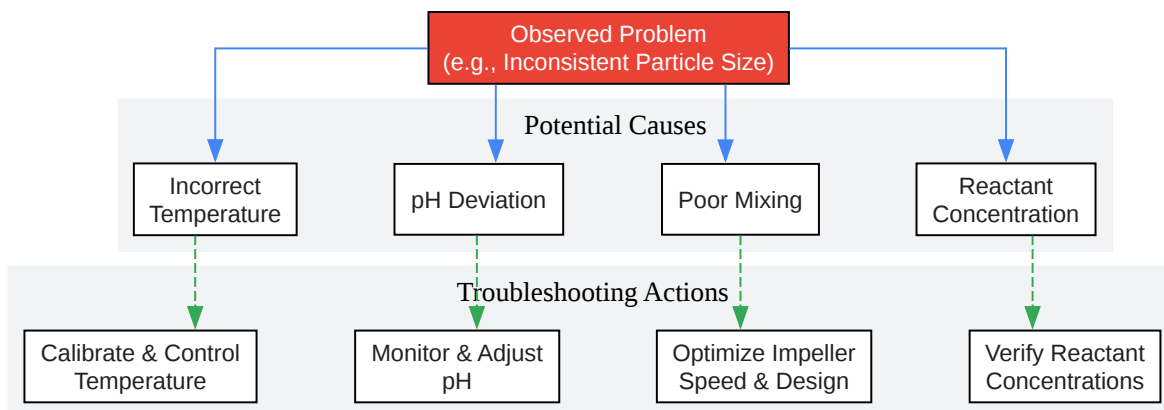 Observed Problem
(e.g., Inconsistent Particle Size)
Potential Causes
Incorrect
Temperature
pH Deviation
Poor Mixing
Reactant
Concentration
Troubleshooting Actions
Calibrate & Control
Temperature
Monitor & Adjust
pH
Optimize Impeller
Speed & Design
Verify Reactant
Concentrations